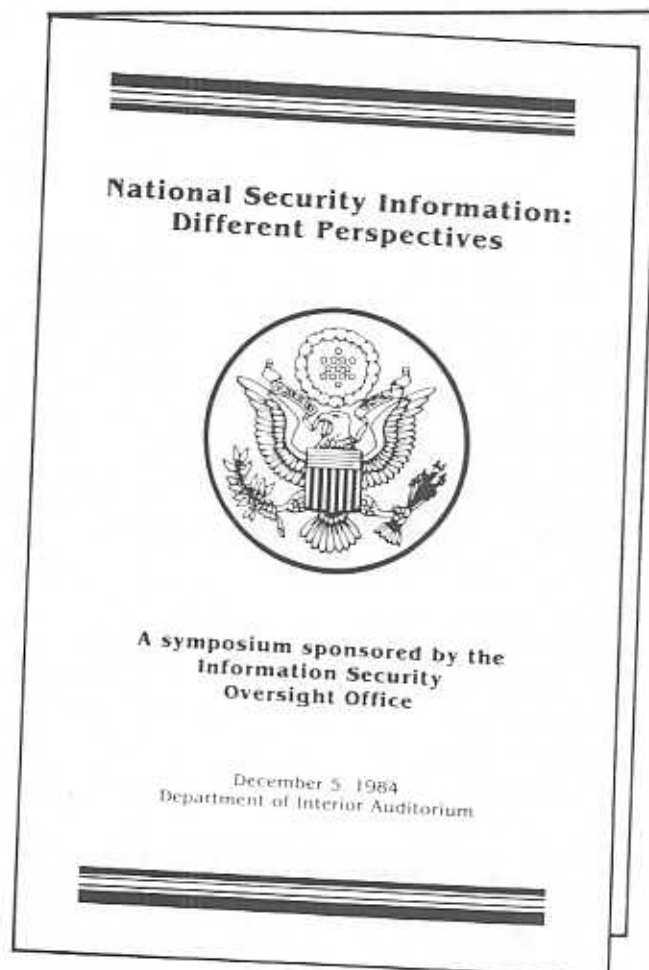 National Security Information:
Different Perspectives
A symposium sponsored by the
Information Security
Oversight Office
December 5 1984
Department of Interior Auditorium